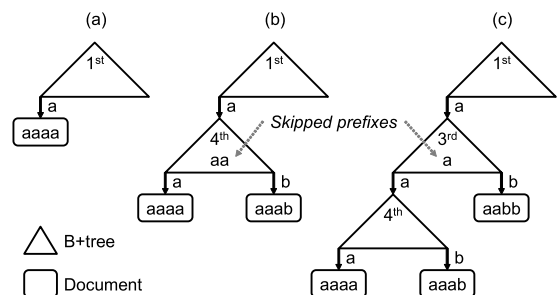 (a)
(b)
(c)
1st
a
aaaa
1st
a
Skipped prefixes
4th
aa
a
b
aaaa
aaab
1st
a
3rd
a
a
b
aabb
4th
a
b
aaaa
aaab
B+tree
Document